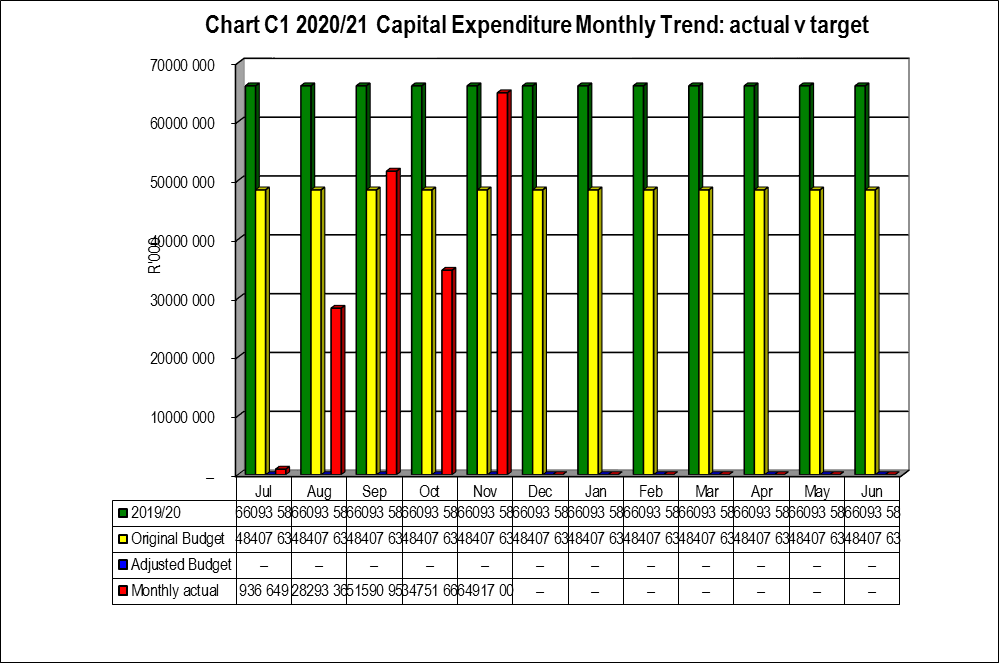 Chart C1 2020/21 Capital Expenditure Monthly Trend: actual v target
R'000
70000 000
60000 000
50000 000
40000 000
30000 000
20000 000
10000 000
–
Jul Aug Sep Oct Nov Dec Jan Feb Mar Apr May Jun
2019/20 66093 58 66093 58 66093 58 66093 58 66093 58 66093 58 66093 58 66093 58 66093 58 66093 58 66093 58 66093 58
Original Budget 48407 63 48407 63 48407 63 48407 63 48407 63 48407 63 48407 63 48407 63 48407 63 48407 63 48407 63 48407 63
Adjusted Budget – – – – – – – – – – – –
Monthly actual 936 649 28293 36 51590 95 34751 66 64917 00 – – – – – – –